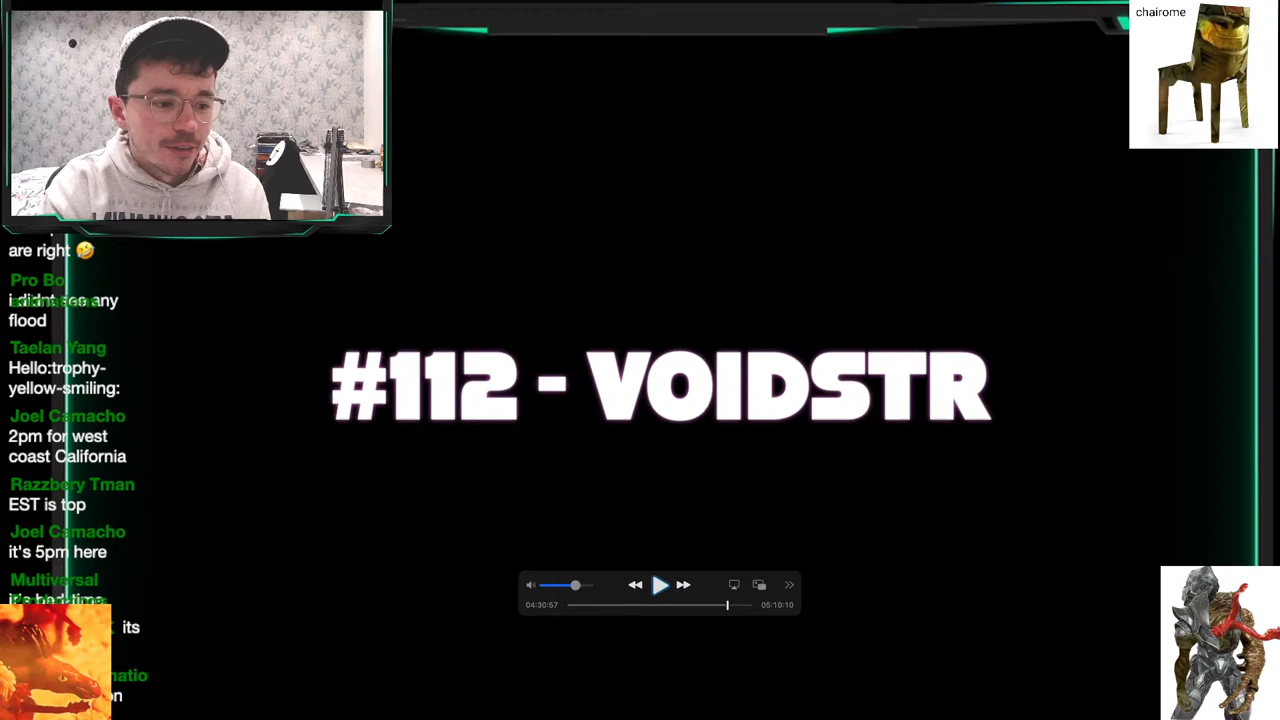 chairome
are right 🤣
Pro Bo
i didnt see any
flood
Taelan Yang
Hello:trophy-
yellow-smiling:
Joel Camacho
2pm for west
coast California
Razzbery Tman
EST is top
Joel Camacho
it's 5pm here
Multiversal
its
#112 - VOIDSTR
04:30:57
05:10:10